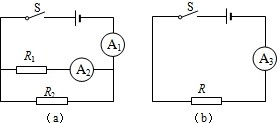 S S
A₁
R₁ A₂ A₃
R₂ R
(a) (b)